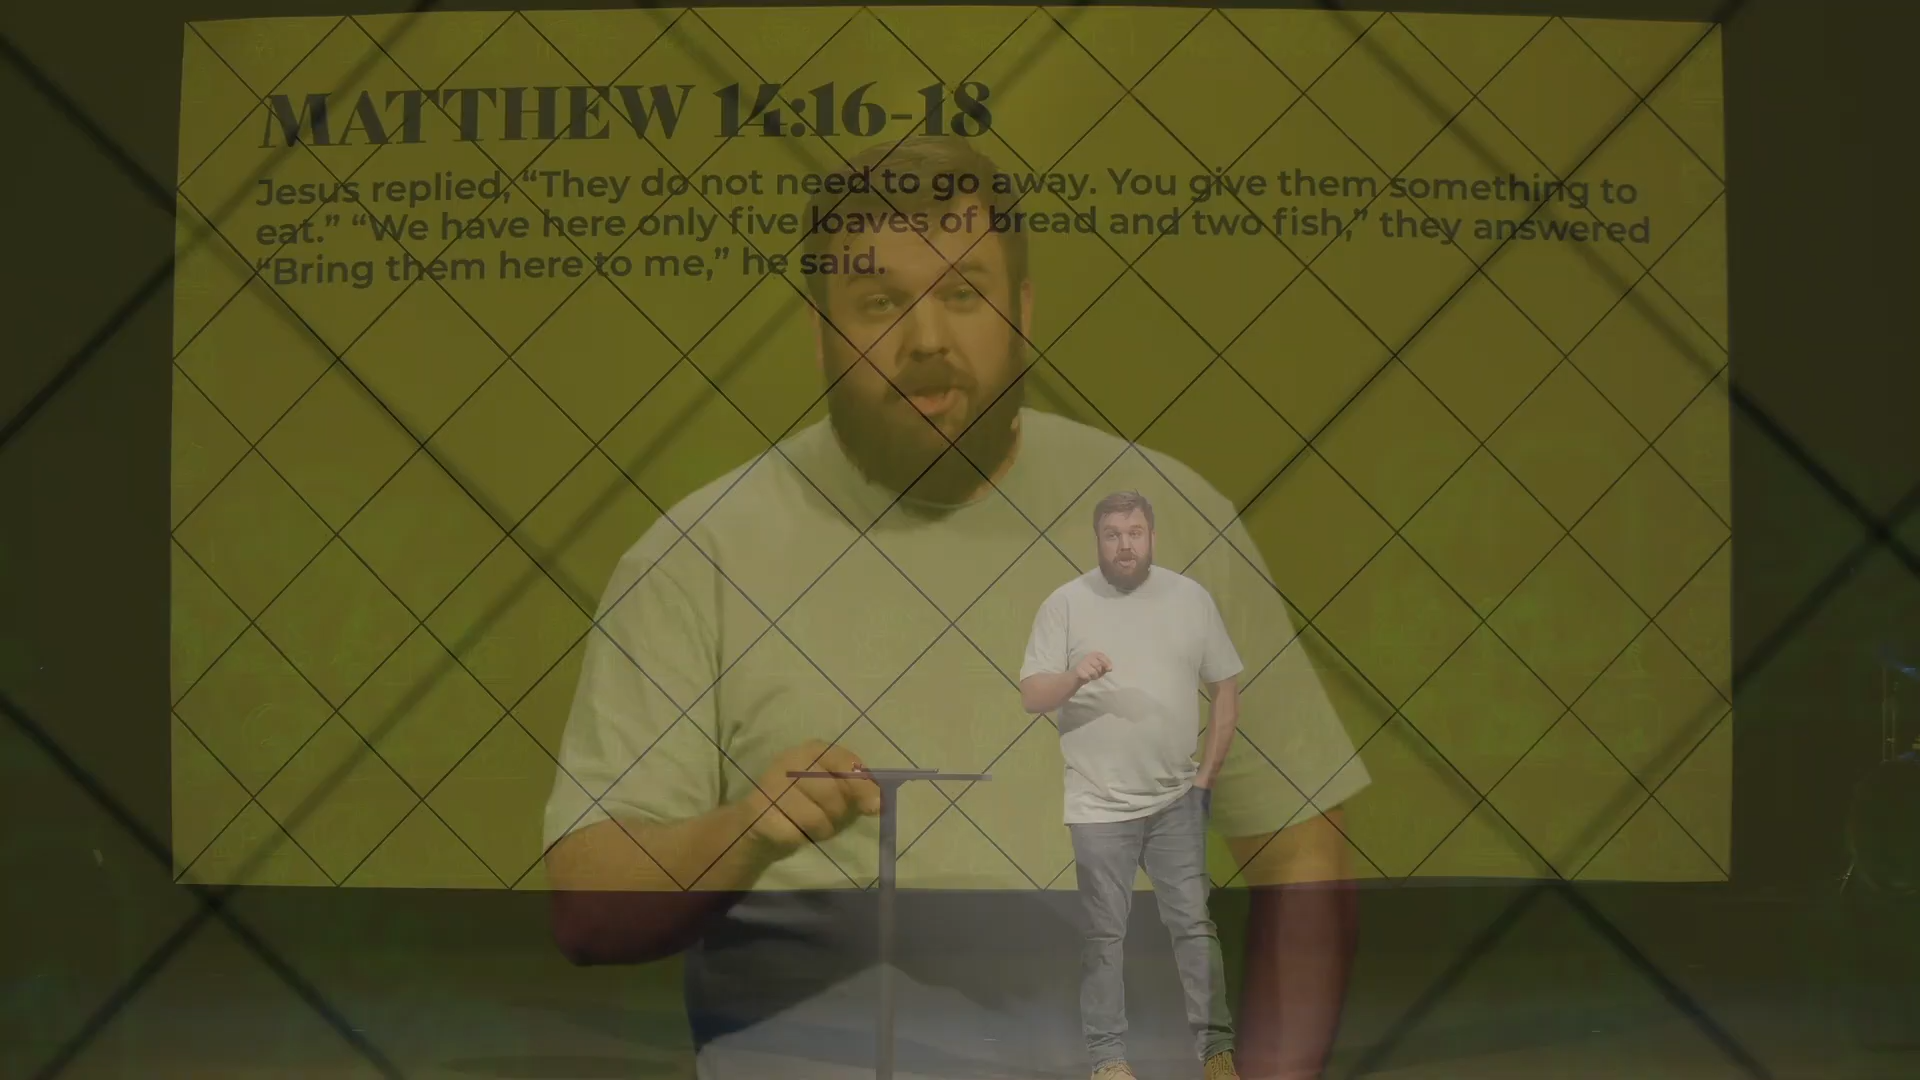 MATTHEW 14:16-18
Jesus replied, “They do not need to go away. You give them something to
eat.” “We have here only five loaves of bread and two fish,” they answered
“Bring them here to me,” he said.